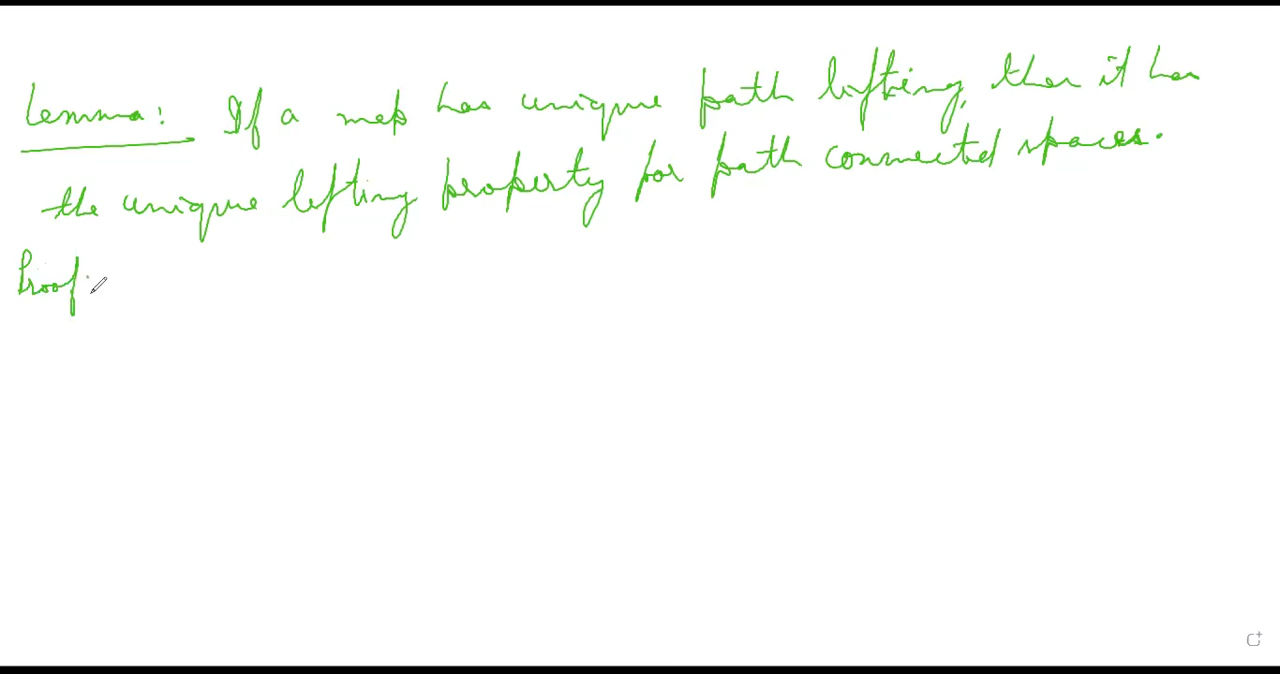 Lemma: If a map has unique path lifting, then it has
the unique lifting property for path connected spaces.
Proof: